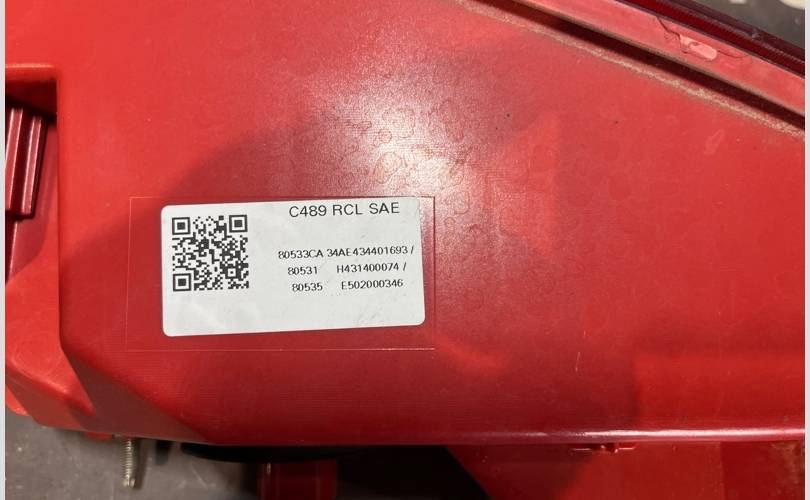 C489 RCL SAE
80533CA 34AE434401693 /
80531 H431400074 /
80535 E502000346